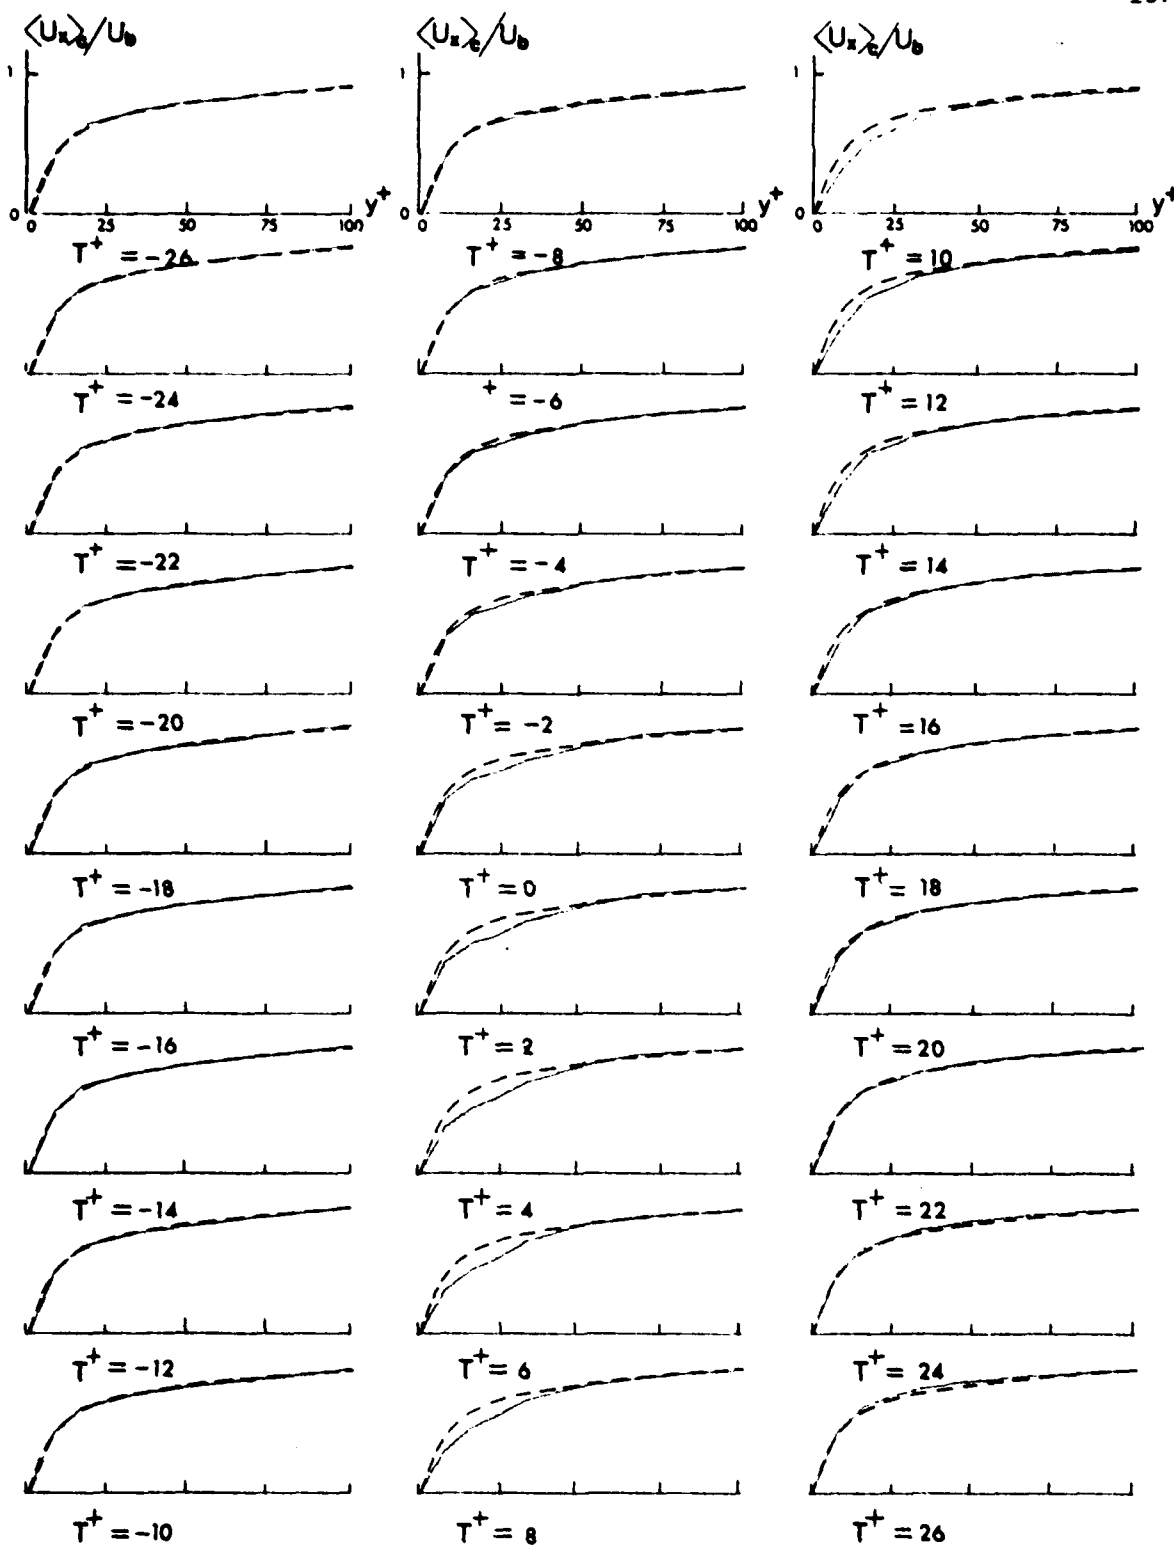 ⟨Uₓ⟩c/Ub ⟨Uₓ⟩c/Ub ⟨Uₓ⟩c/Ub
1 1 1
0 0 0
0 25 50 75 100 y⁺ 0 25 50 75 100 y⁺ 0 25 50 75 100 y⁺
T⁺ = -26 T⁺ = -8 T⁺ = 10
T⁺ = -24 ⁺ = -6 T⁺ = 12
T⁺ = -22 T⁺ = -4 T⁺ = 14
T⁺ = -20 T⁺ = -2 T⁺ = 16
T⁺ = -18 T⁺ = 0 T⁺ = 18
T⁺ = -16 T⁺ = 2 T⁺ = 20
T⁺ = -14 T⁺ = 4 T⁺ = 22
T⁺ = -12 T⁺ = 6 T⁺ = 24
T⁺ = -10 T⁺ = 8 T⁺ = 26